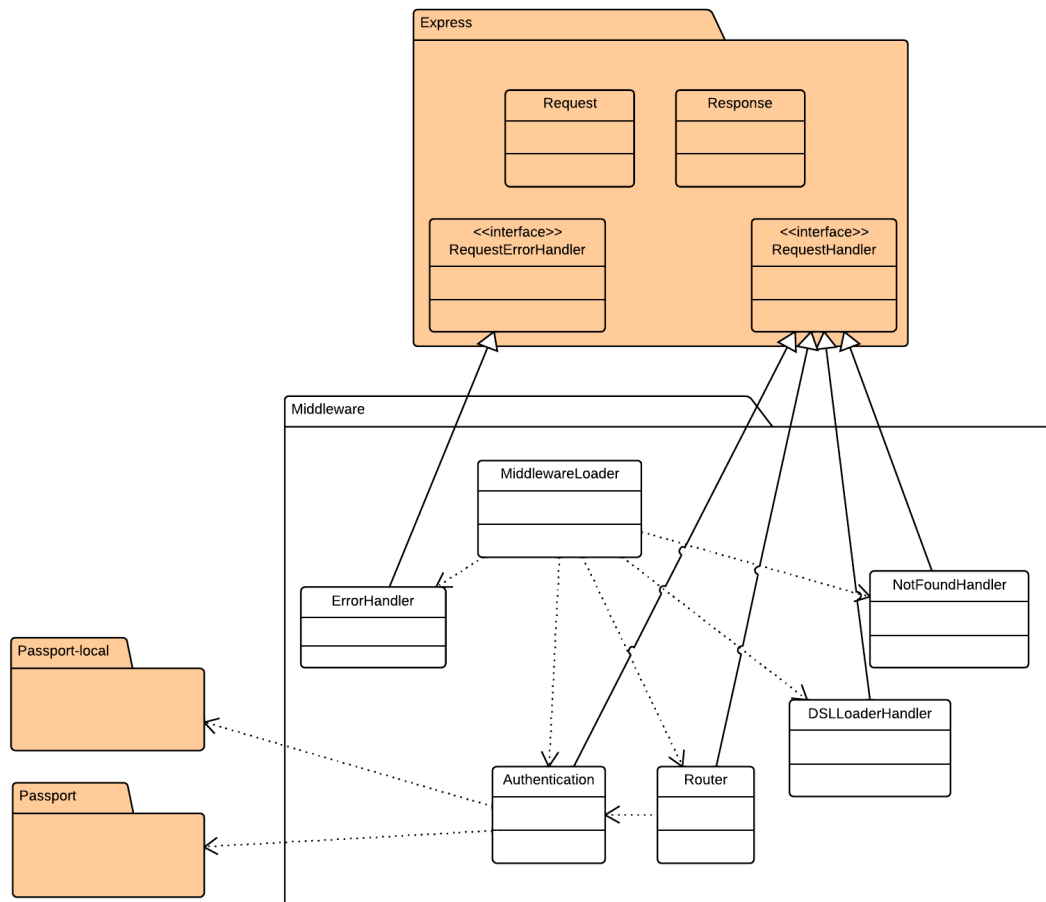 Express
Request
Response
<<interface>>
RequestErrorHandler
<<interface>>
RequestHandler
Middleware
MiddlewareLoader
ErrorHandler
NotFoundHandler
Passport-local
DSLLoaderHandler
Authentication
Router
Passport